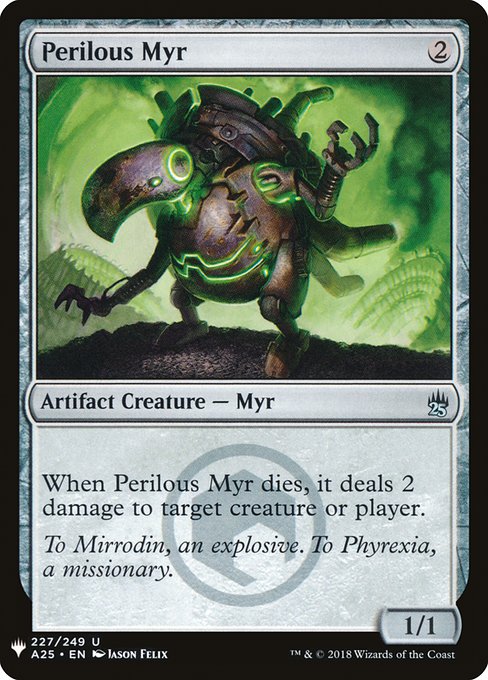 Perilous Myr 2
Artifact Creature — Myr
25
When Perilous Myr dies, it deals 2
damage to target creature or player.
To Mirrodin, an explosive. To Phyrexia,
a missionary.
1/1
227/249 U
A25 • EN Jason Felix
™ & © 2018 Wizards of the Coast